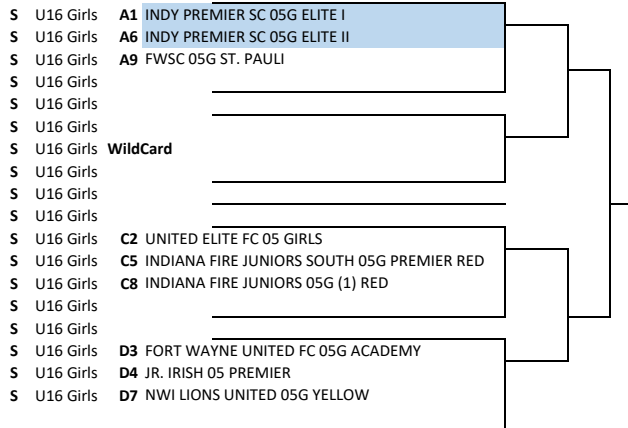 S U16 Girls A1 INDY PREMIER SC 05G ELITE I
S U16 Girls A6 INDY PREMIER SC 05G ELITE II
S U16 Girls A9 FWSC 05G ST. PAULI
S U16 Girls
S U16 Girls
S U16 Girls
S U16 Girls WildCard
S U16 Girls
S U16 Girls
S U16 Girls
S U16 Girls C2 UNITED ELITE FC 05 GIRLS
S U16 Girls C5 INDIANA FIRE JUNIORS SOUTH 05G PREMIER RED
S U16 Girls C8 INDIANA FIRE JUNIORS 05G (1) RED
S U16 Girls
S U16 Girls
S U16 Girls D3 FORT WAYNE UNITED FC 05G ACADEMY
S U16 Girls D4 JR. IRISH 05 PREMIER
S U16 Girls D7 NWI LIONS UNITED 05G YELLOW